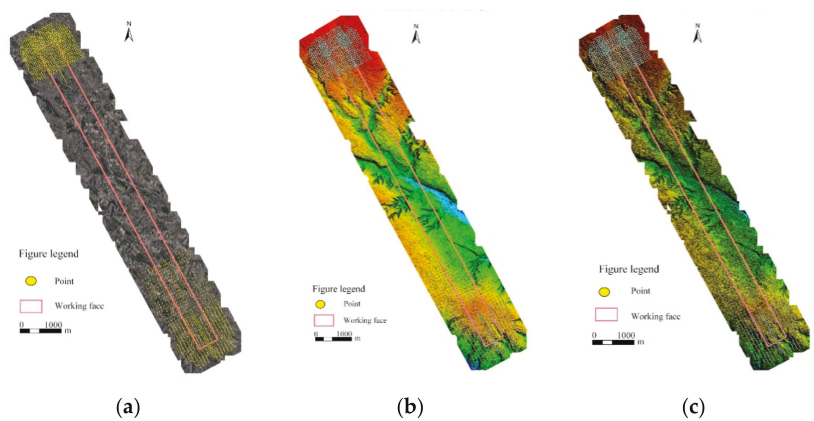 N
N
N
Figure legend
Point
Working face
0 1000 m
(a)
Figure legend
Point
Working face
0 1000 m
(b)
Figure legend
Point
Working face
0 1000 m
(c)